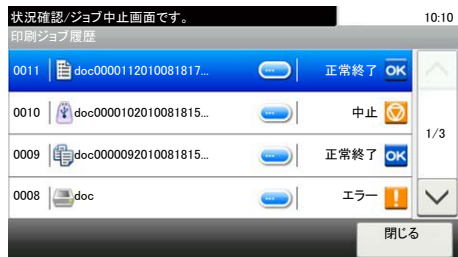 状況確認/ジョブ中止画面です。 10:10
印刷ジョブ履歴
0011 doc0000112010081817... 正常終了 OK
0010 doc0000102010081815... 中止
0009 doc0000092010081815... 正常終了 OK
0008 doc エラー
1/3
閉じる